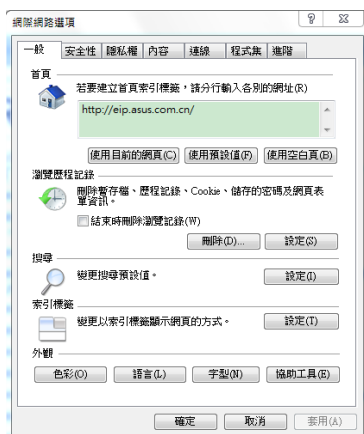 網際網路選項
一般 安全性 隱私權 內容 連線 程式集 進階
首頁
若要建立首頁索引標籤，請分行輸入各別的網址(R)
http://eip.asus.com.cn/
使用目前的網頁(C) 使用預設值(F) 使用空白頁(B)
瀏覽歷程記錄
刪除暫存檔、歷程記錄、Cookie、儲存的密碼及網頁表
單資訊。
結束時刪除瀏覽記錄(W)
刪除(D)... 設定(S)
搜尋
變更搜尋預設值。 設定(I)
索引標籤
變更以索引標籤顯示網頁的方式。 設定(T)
外觀
色彩(O) 語言(L) 字型(N) 協助工具(E)
確定 取消 套用(A)